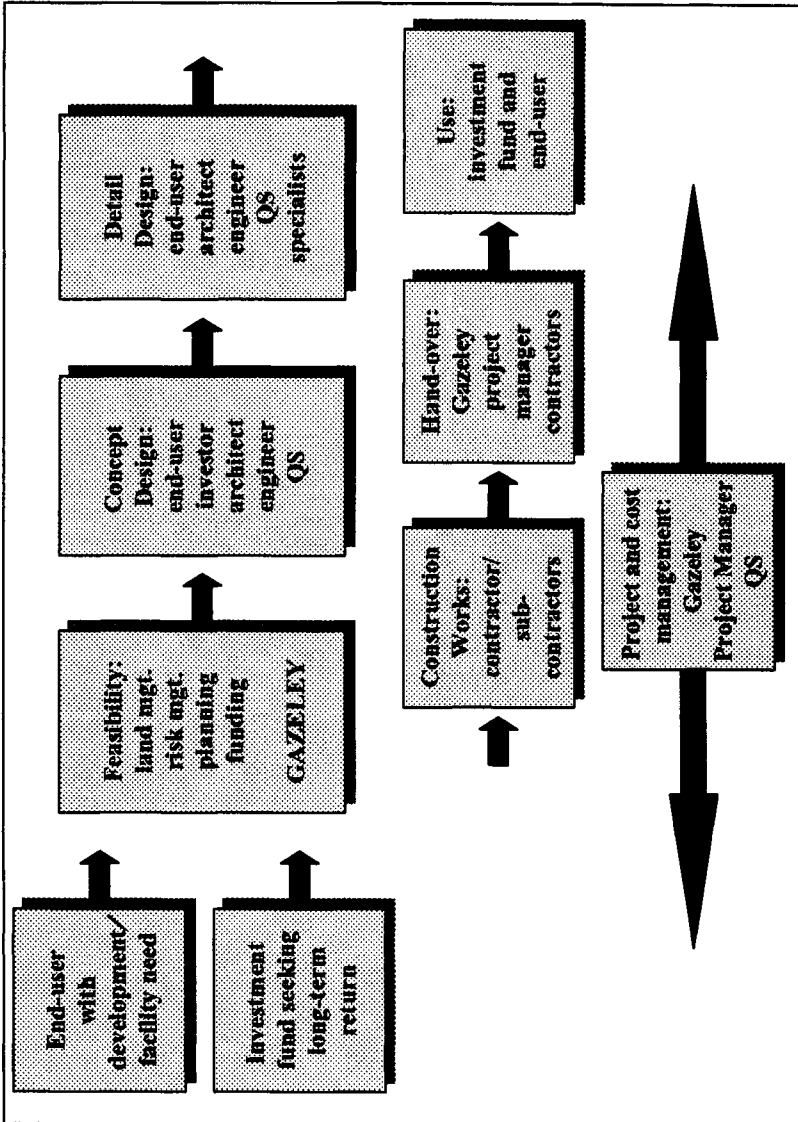 End-user
with
development/
facility need
Investment
fund seeking
long-term
return
Feasibility:
land mgt.
risk mgt.
planning
funding
GAZELEY
Concept
Design:
end-user
investor
architect
engineer
QS
Detail
Design:
end-user
architect
engineer
QS
specialists
Construction
Works:
contractor/
sub-
contractors
Hand-over:
Gazeley
project
manager
contractors
Use:
investment
fund and
end-user
Project and cost
management:
Gazeley
Project Manager
QS